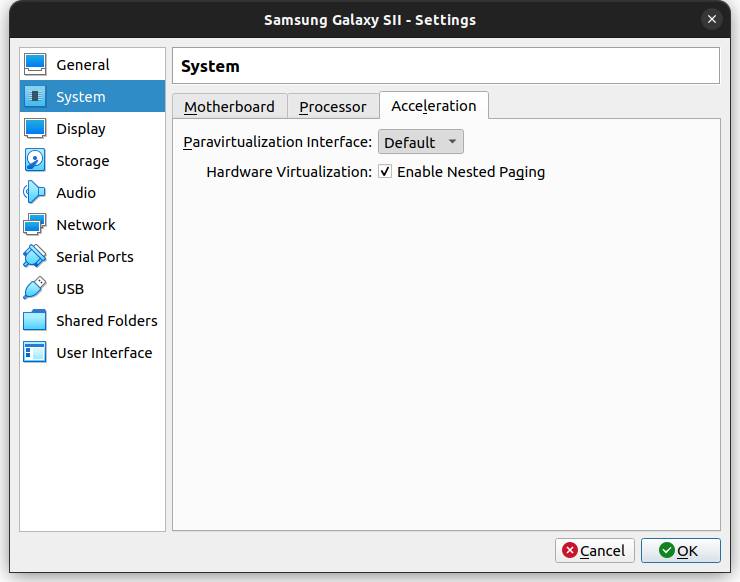 Samsung Galaxy SII - Settings
General
System
Display
Storage
Audio
Network
Serial Ports
USB
Shared Folders
User Interface
System
Motherboard Processor Acceleration
Paravirtualization Interface: Default
Hardware Virtualization: Enable Nested Paging
Cancel OK